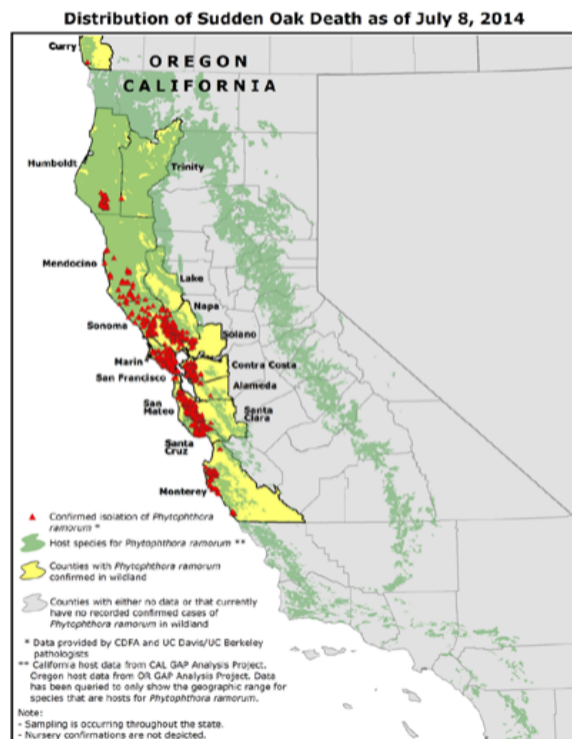 Distribution of Sudden Oak Death as of July 8, 2014
Curry
OREGON
CALIFORNIA
Humboldt
Trinity
Mendocino
Lake
Napa
Sonoma
Solano
Marin
Contra Costa
San Francisco
Alameda
San
Mateo
Santa
Clara
Santa
Cruz
Monterey
Confirmed isolation of Phytophthora
ramorum *
Host species for Phytophthora ramorum **
Counties with Phytophthora ramorum
confirmed in wildland
Counties with either no data or that currently
have no recorded confirmed cases of
Phytophthora ramorum in wildland
* Data provided by CDFA and UC Davis/UC Berkeley
pathologists
** California host data from CAL GAP Analysis Project.
Oregon host data from OR GAP Analysis Project. Data
has been queried to only show the geographic range for
species that are hosts for Phytophthora ramorum.
Note:
- Sampling is occurring throughout the state.
- Nursery confirmations are not depicted.